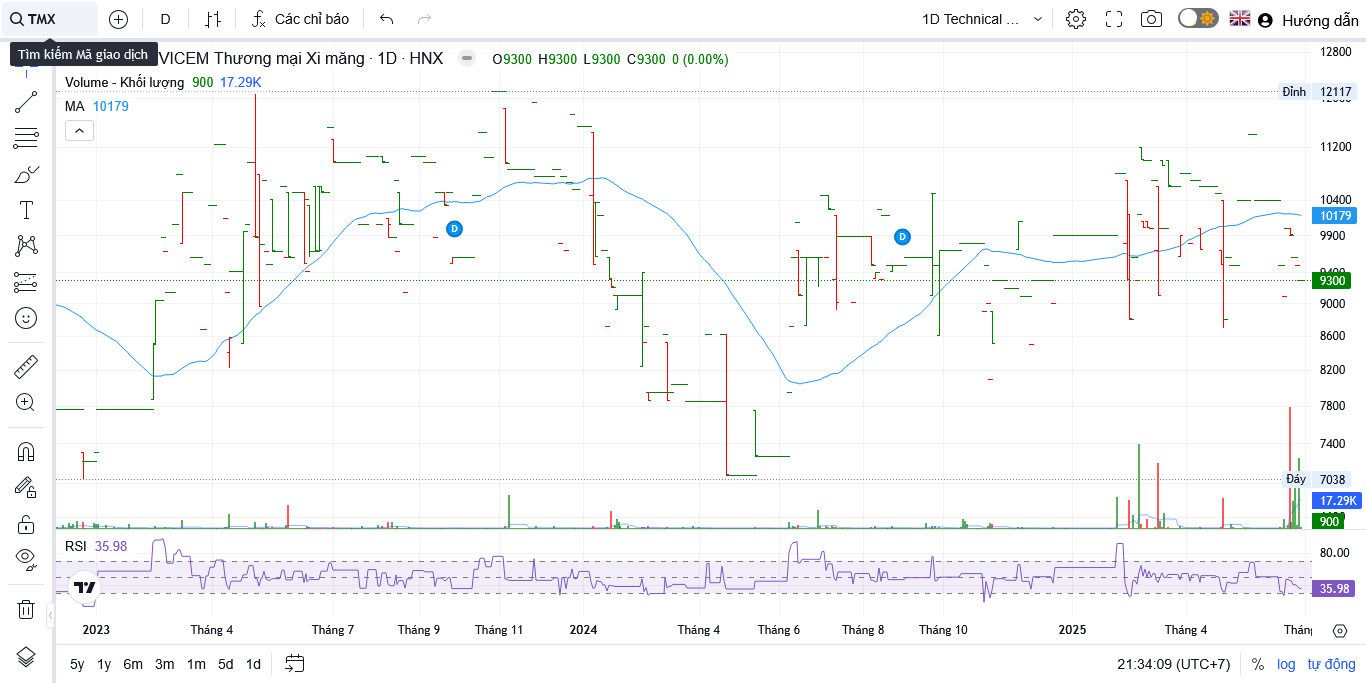 TMX D Các chỉ báo 1D Technical ... Hướng dẫn
Tìm kiếm Mã giao dịch
VICEM Thương mại Xi măng · 1D · HNX O9300 H9300 L9300 C9300 0 (0.00%)
Volume - Khối lượng 900 17.29K
MA 10179
12800
Đỉnh 12117
11200
10400
10179
9900
D
D
9300
9000
8600
8200
7800
7400
Đáy 7038
17.29K
900
RSI 35.98
80.00
35.98
2023 Tháng 4 Tháng 7 Tháng 9 Tháng 11 2024 Tháng 4 Tháng 6 Tháng 8 Tháng 10 2025 Tháng 4 Tháng
5y 1y 6m 3m 1m 5d 1d 21:34:09 (UTC+7) % log tự động